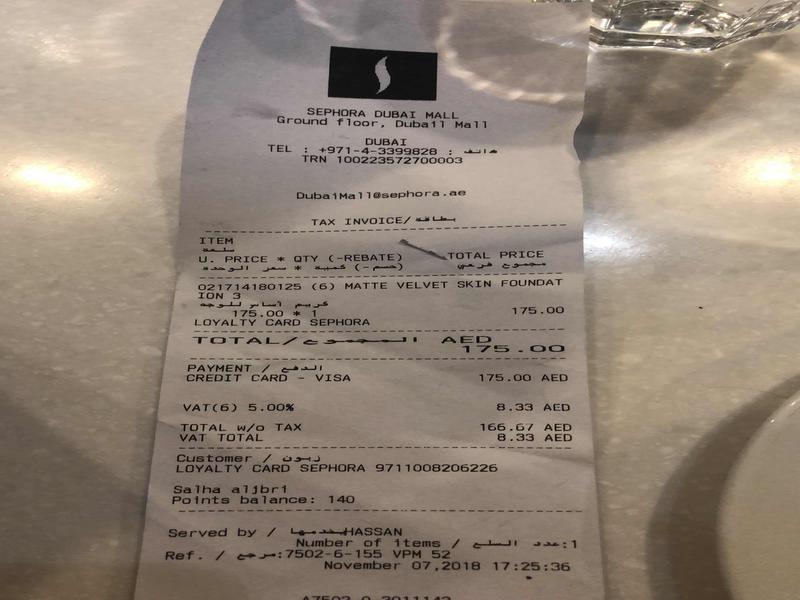 SEPHORA DUBAI MALL
Ground floor, Dubail Mall
DUBAI
TEL : +971-4-3399828 : هاتف
TRN 100223572700003
DubaiMall@sephora.ae
TAX INVOICE/بطاقة
ITEM
سلعة
U. PRICE * QTY (-REBATE) TOTAL PRICE
سعر الوحدة * كمية (-حسم) مجموع فرعي
021714180125 (6) MATTE VELVET SKIN FOUNDAT
ION 3
كريم أساس للوجه
175.00 * 1 175.00
LOYALTY CARD SEPHORA
TOTAL/المجموع AED
175.00
PAYMENT / الدفع
CREDIT CARD - VISA 175.00 AED
VAT(6) 5.00% 8.33 AED
TOTAL w/o TAX 166.67 AED
VAT TOTAL 8.33 AED
Customer / زبون
LOYALTY CARD SEPHORA 9711008206226
Salha aljbri
Points balance: 140
Served by / يخدمها HASSAN
Number of items / عدد السلع :1
Ref. / مرجع:7502-6-155 VPM 52
November 07,2018 17:25:36